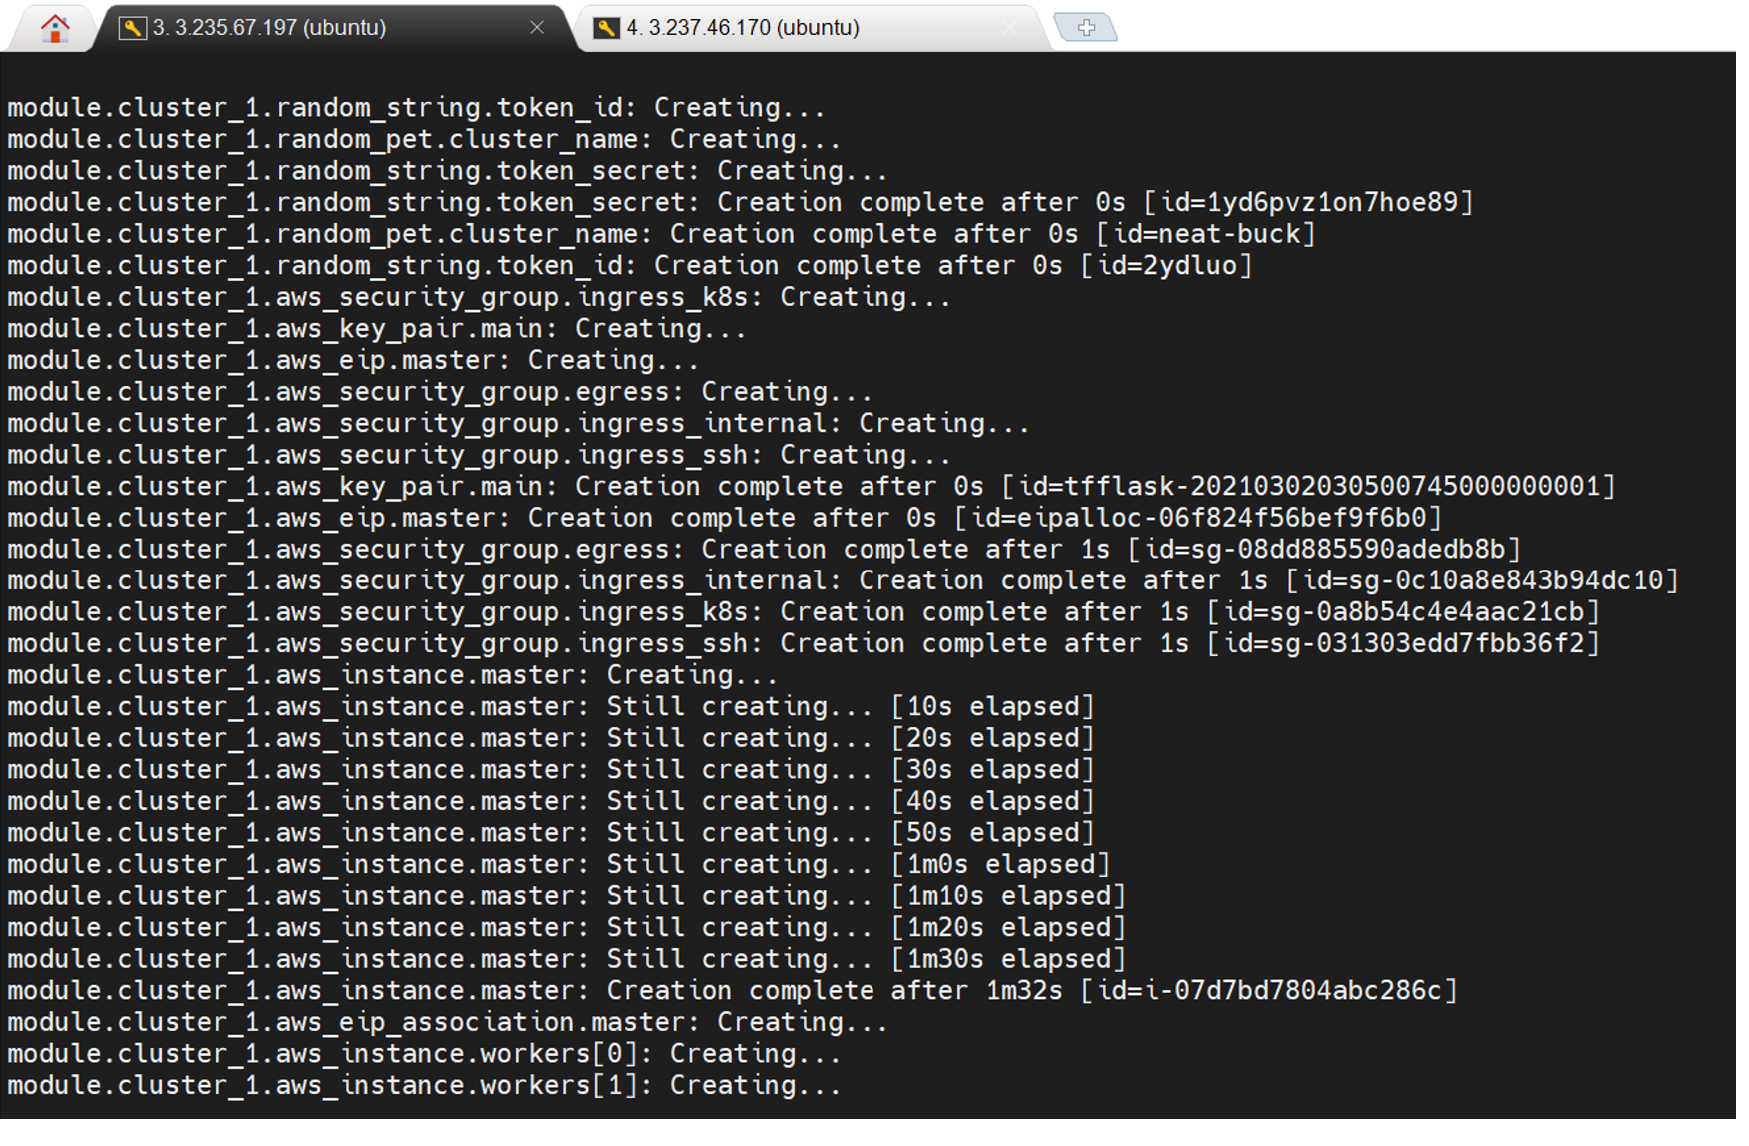 3. 3.235.67.197 (ubuntu)
4. 3.237.46.170 (ubuntu)
module.cluster_1.random_string.token_id: Creating...
module.cluster_1.random_pet.cluster_name: Creating...
module.cluster_1.random_string.token_secret: Creating...
module.cluster_1.random_string.token_secret: Creation complete after 0s [id=1yd6pvz1on7hoe89]
module.cluster_1.random_pet.cluster_name: Creation complete after 0s [id=neat-buck]
module.cluster_1.random_string.token_id: Creation complete after 0s [id=2ydluo]
module.cluster_1.aws_security_group.ingress_k8s: Creating...
module.cluster_1.aws_key_pair.main: Creating...
module.cluster_1.aws_eip.master: Creating...
module.cluster_1.aws_security_group.egress: Creating...
module.cluster_1.aws_security_group.ingress_internal: Creating...
module.cluster_1.aws_security_group.ingress_ssh: Creating...
module.cluster_1.aws_key_pair.main: Creation complete after 0s [id=tfflask-20210302030500745000000001]
module.cluster_1.aws_eip.master: Creation complete after 0s [id=eipalloc-06f824f56bef9f6b0]
module.cluster_1.aws_security_group.egress: Creation complete after 1s [id=sg-08dd885590adedb8b]
module.cluster_1.aws_security_group.ingress_internal: Creation complete after 1s [id=sg-0c10a8e843b94dc10]
module.cluster_1.aws_security_group.ingress_k8s: Creation complete after 1s [id=sg-0a8b54c4e4aac21cb]
module.cluster_1.aws_security_group.ingress_ssh: Creation complete after 1s [id=sg-031303edd7fbb36f2]
module.cluster_1.aws_instance.master: Creating...
module.cluster_1.aws_instance.master: Still creating... [10s elapsed]
module.cluster_1.aws_instance.master: Still creating... [20s elapsed]
module.cluster_1.aws_instance.master: Still creating... [30s elapsed]
module.cluster_1.aws_instance.master: Still creating... [40s elapsed]
module.cluster_1.aws_instance.master: Still creating... [50s elapsed]
module.cluster_1.aws_instance.master: Still creating... [1m0s elapsed]
module.cluster_1.aws_instance.master: Still creating... [1m10s elapsed]
module.cluster_1.aws_instance.master: Still creating... [1m20s elapsed]
module.cluster_1.aws_instance.master: Still creating... [1m30s elapsed]
module.cluster_1.aws_instance.master: Creation complete after 1m32s [id=i-07d7bd7804abc286c]
module.cluster_1.aws_eip_association.master: Creating...
module.cluster_1.aws_instance.workers[0]: Creating...
module.cluster_1.aws_instance.workers[1]: Creating...